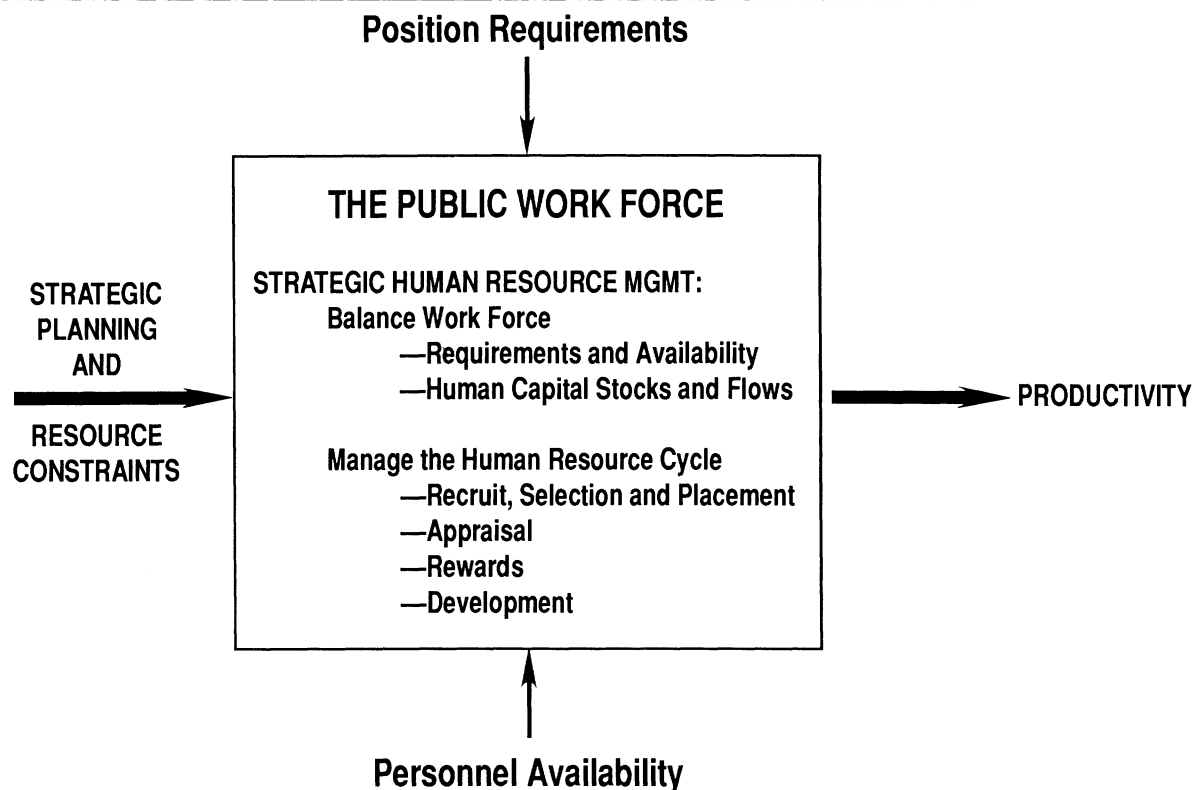 Position Requirements
THE PUBLIC WORK FORCE
STRATEGIC HUMAN RESOURCE MGMT:
Balance Work Force
—Requirements and Availability
—Human Capital Stocks and Flows
Manage the Human Resource Cycle
—Recruit, Selection and Placement
—Appraisal
—Rewards
—Development
STRATEGIC
PLANNING
AND
RESOURCE
CONSTRAINTS
PRODUCTIVITY
Personnel Availability